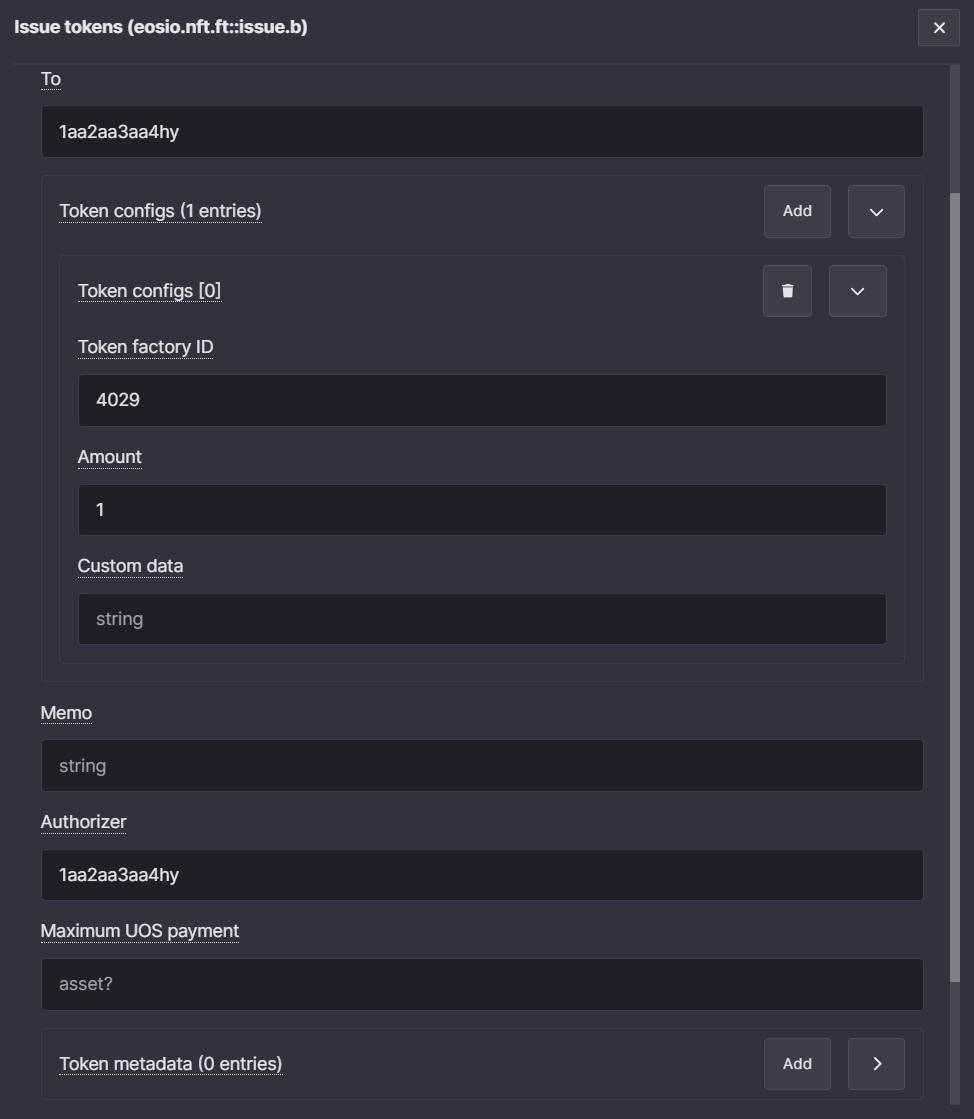 Issue tokens (eosio.nft.ft::issue.b)
To
1aa2aa3aa4hy
Token configs (1 entries)
Add
Token configs [0]
Token factory ID
4029
Amount
1
Custom data
string
Memo
string
Authorizer
1aa2aa3aa4hy
Maximum UOS payment
asset?
Token metadata (0 entries)
Add